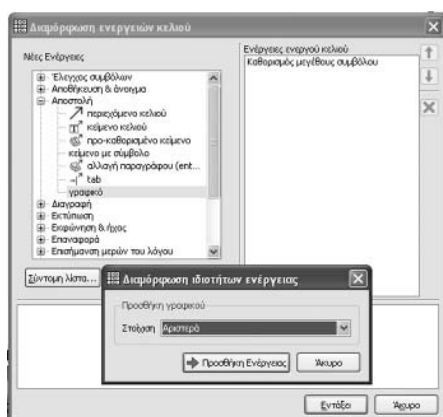 Διαμόρφωση ενεργειών κελιού
Νέες Ενέργειες
Έλεγχος συμβόλων
Αποθήκευση & άνοιγμα
Αποστολή
περιεχόμενο κελιού
κείμενο κελιού
προ-καθορισμένο κείμενο
κείμενο με σύμβολο
αλλαγή παραγράφου (ent...
tab
γραφικό
Διαγραφή
Εκτύπωση
Εκφώνηση & ήχος
Επαναφορά
Επισήμανση μερών του λόγου
Σύντομη λίστα...
Ενέργειες ενεργού κελιού
Καθορισμός μεγέθους συμβόλου
Διαμόρφωση ιδιοτήτων ενέργειας
Προσθήκη γραφικού
Στοίχιση Αριστερά
Προσθήκη Ενέργειας Άκυρο
Εντάξει Άκυρο